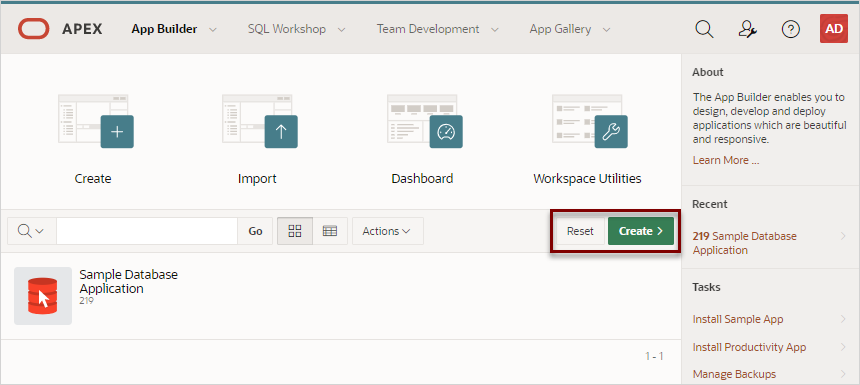 APEX App Builder SQL Workshop Team Development App Gallery AD
Create Import Dashboard Workspace Utilities
Go Actions Reset Create
Sample Database
Application
219
1 - 1
About
The App Builder enables you to
design, develop and deploy
applications which are beautiful
and responsive.
Learn More ...
Recent
219 Sample Database
Application
Tasks
Install Sample App
Install Productivity App
Manage Backups